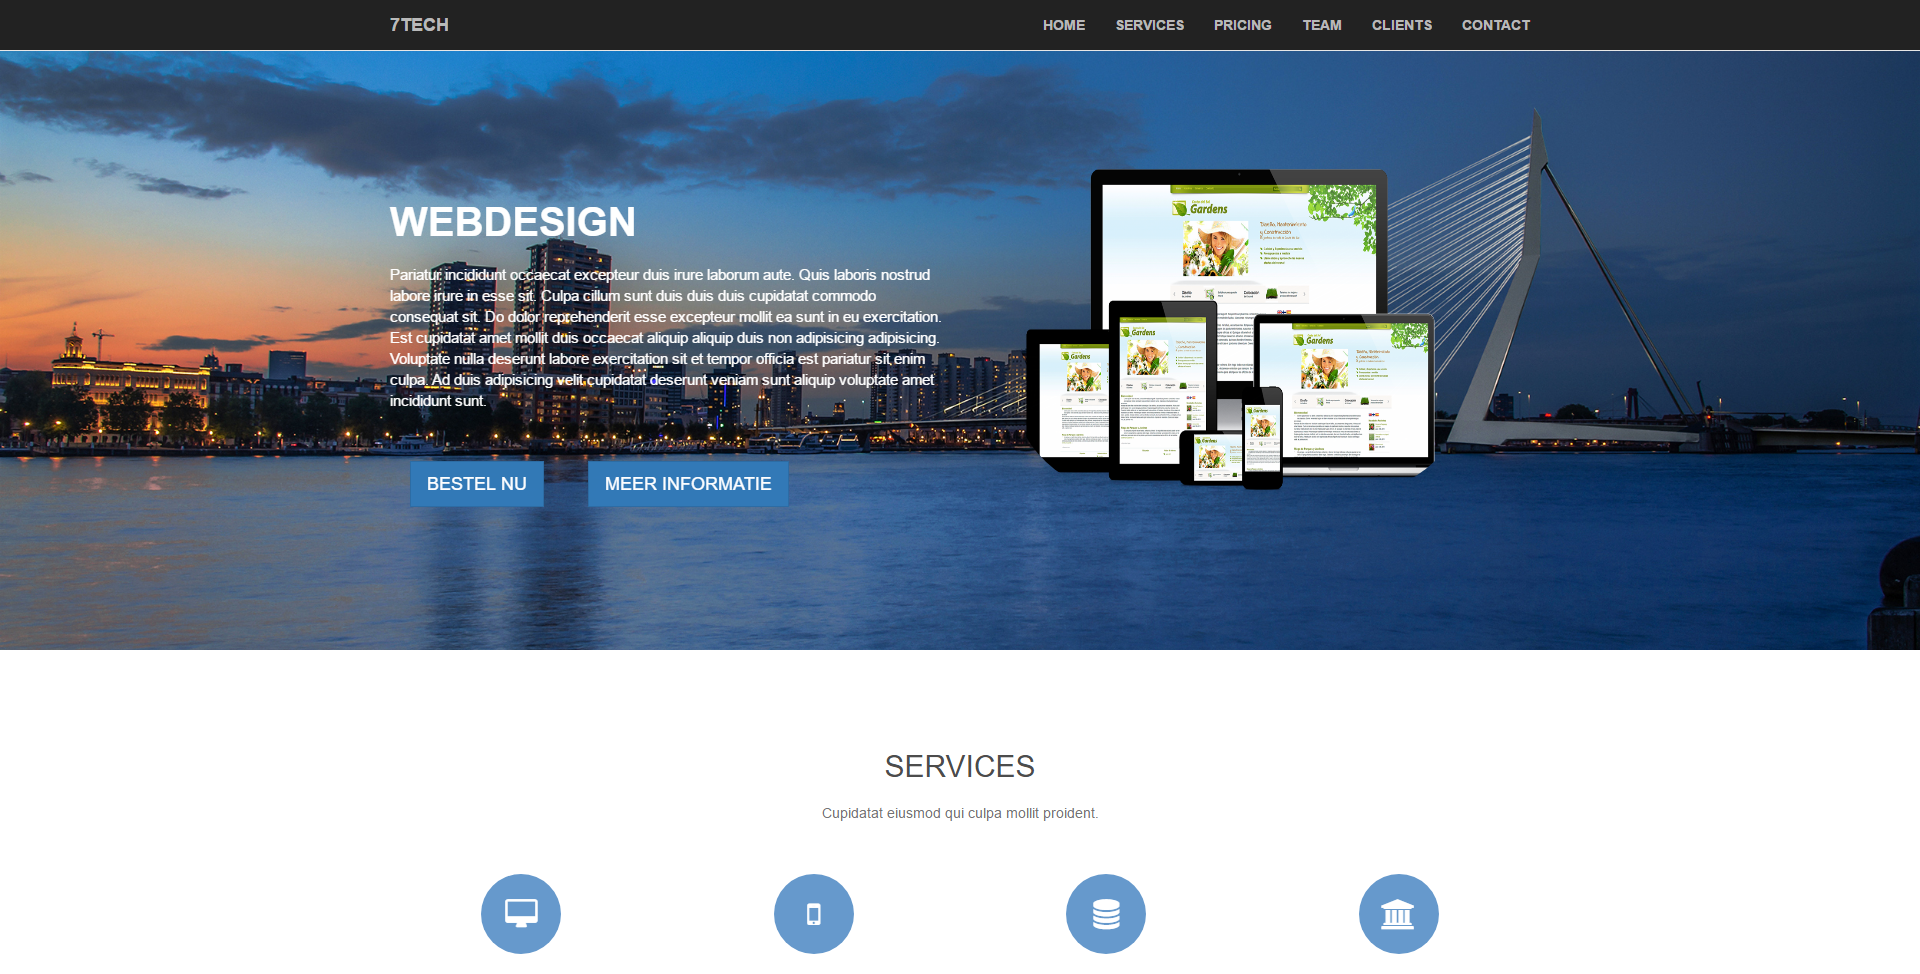 7TECH
HOME SERVICES PRICING TEAM CLIENTS CONTACT
WEBDESIGN
Pariatur incididunt occaecat excepteur duis irure laborum aute. Quis laboris nostrud
labore irure in esse sit. Culpa cillum sunt duis duis duis cupidatat commodo
consequat sit. Do dolor reprehenderit esse excepteur mollit ea sunt in eu exercitation.
Est cupidatat amet mollit duis occaecat aliquip aliquip duis non adipisicing adipisicing.
Voluptate nulla deserunt labore exercitation sit et tempor officia est pariatur sit enim
culpa. Ad duis adipisicing velit cupidatat deserunt veniam sunt aliquip voluptate amet
incididunt sunt.
BESTEL NU
MEER INFORMATIE
Gardens
Gardens
Gardens
Gardens
Gardens
Gardens
SERVICES
Cupidatat eiusmod qui culpa mollit proident.